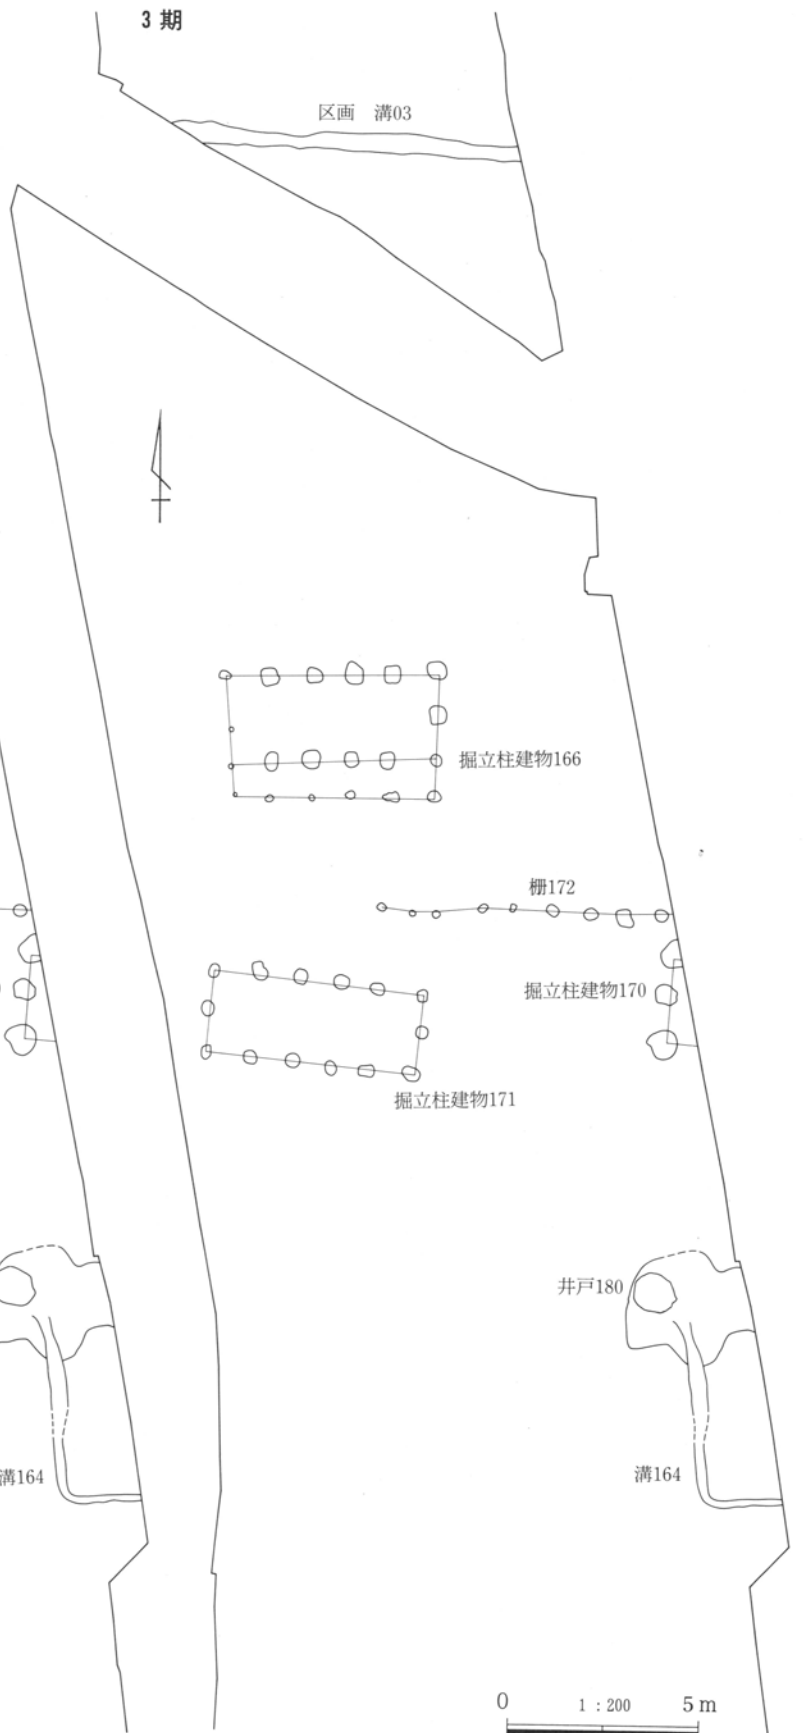 3期
区画　溝03
掘立柱建物166
柵172
掘立柱建物170
掘立柱建物171
井戸180
溝164
溝164
0　1：200　5m